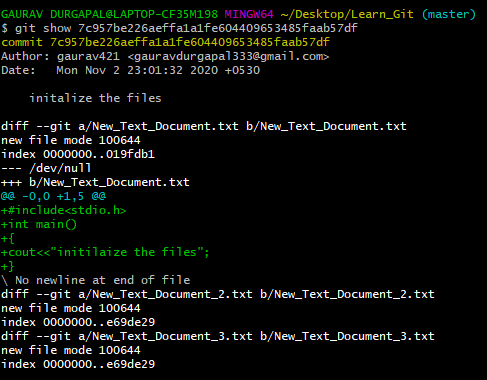 GAURAV DURGAPAL@LAPTOP-CF35M198 MINGW64 ~/Desktop/Learn_Git (master)
$ git show 7c957be226aeffa1a1fe604409653485faab57df
commit 7c957be226aeffa1a1fe604409653485faab57df
Author: gaurav421 <gauravdurgapal333@gmail.com>
Date:   Mon Nov 2 23:01:32 2020 +0530

    initalize the files

diff --git a/New_Text_Document.txt b/New_Text_Document.txt
new file mode 100644
index 0000000..019fdb1
--- /dev/null
+++ b/New_Text_Document.txt
@@ -0,0 +1,5 @@
+#include<stdio.h>
+int main()
+{
+cout<<"initilaize the files";
+}
\ No newline at end of file
diff --git a/New_Text_Document_2.txt b/New_Text_Document_2.txt
new file mode 100644
index 0000000..e69de29
diff --git a/New_Text_Document_3.txt b/New_Text_Document_3.txt
new file mode 100644
index 0000000..e69de29